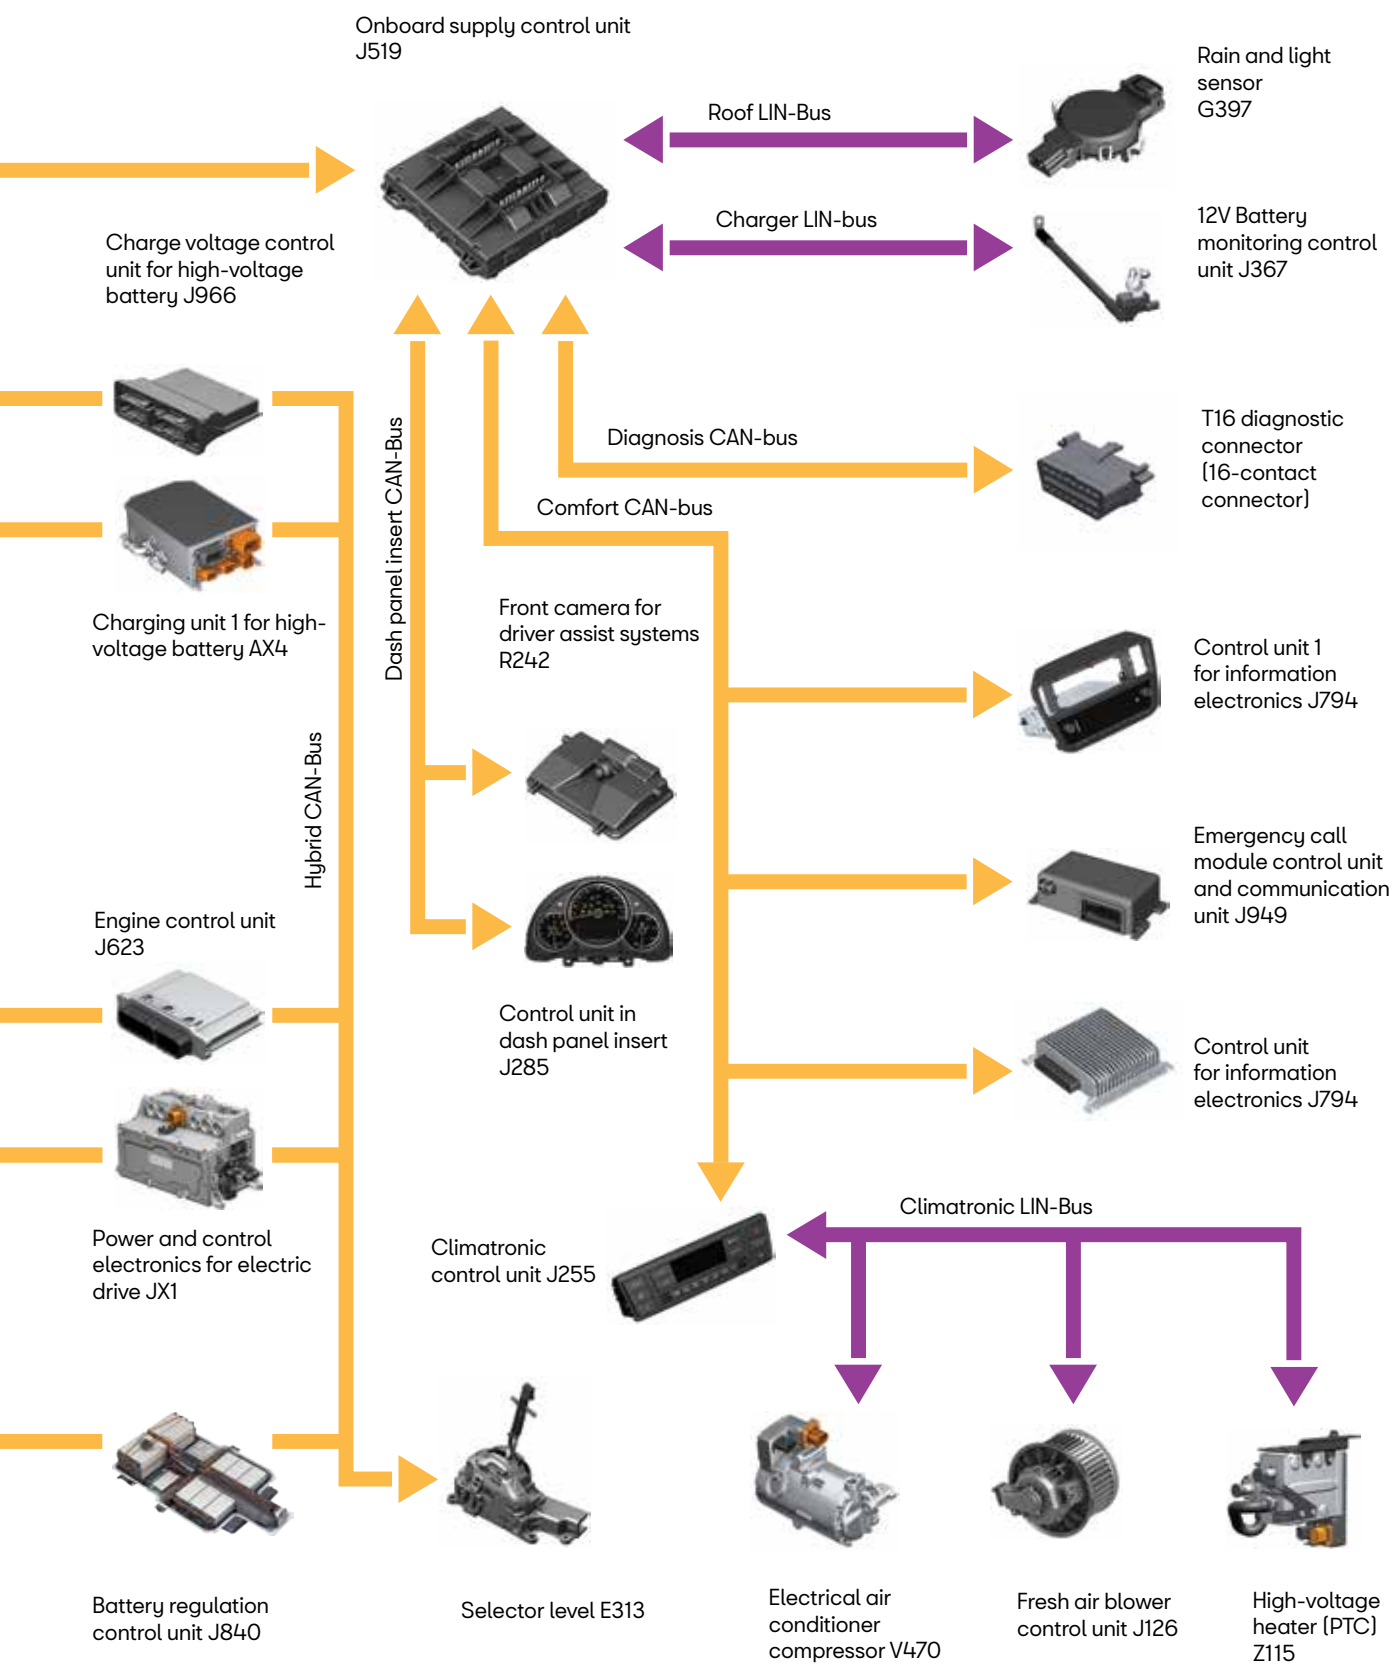 Onboard supply control unit
J519
Rain and light
sensor
G397
Roof LIN-Bus
Charger LIN-bus
12V Battery
monitoring control
unit J367
Charge voltage control
unit for high-voltage
battery J966
Dash panel insert CAN-Bus
Diagnosis CAN-bus
T16 diagnostic
connector
(16-contact
connector)
Comfort CAN-bus
Charging unit 1 for high-
voltage battery AX4
Front camera for
driver assist systems
R242
Control unit 1
for information
electronics J794
Hybrid CAN-Bus
Emergency call
module control unit
and communication
unit J949
Engine control unit
J623
Control unit in
dash panel insert
J285
Control unit
for information
electronics J794
Power and control
electronics for electric
drive JX1
Climatronic
control unit J255
Climatronic LIN-Bus
Battery regulation
control unit J840
Selector level E313
Electrical air
conditioner
compressor V470
Fresh air blower
control unit J126
High-voltage
heater (PTC)
Z115